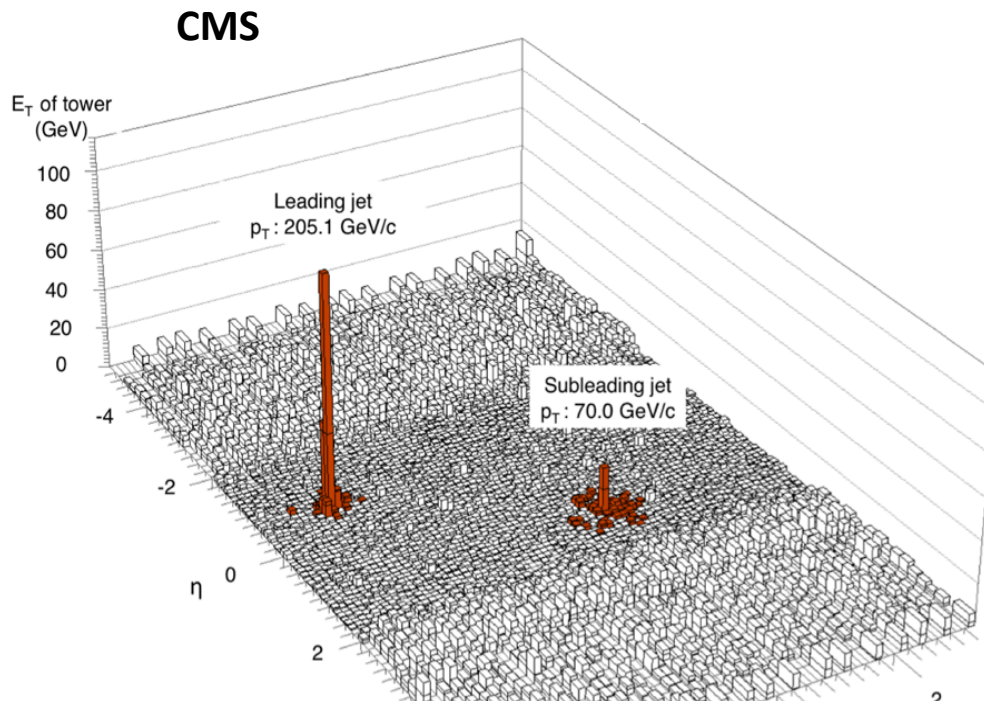 CMS
E_T of tower
(GeV)
100
80
60
40
20
0
Leading jet
p_T : 205.1 GeV/c
Subleading jet
p_T : 70.0 GeV/c
-4
-2
0
2
η